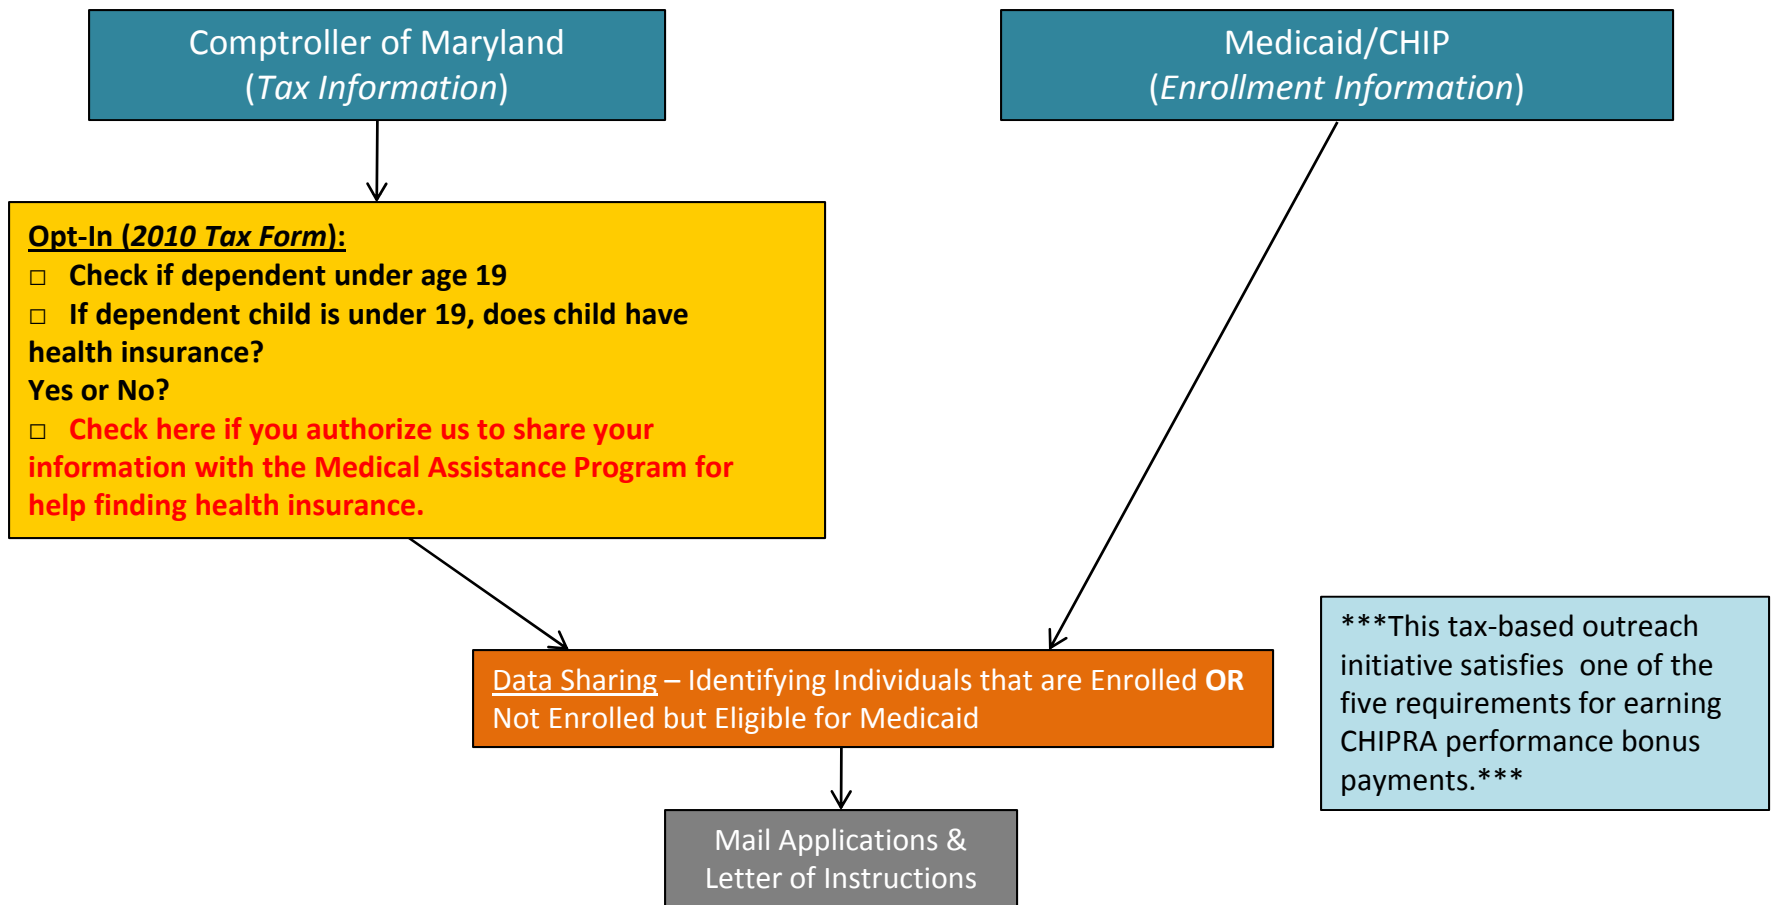 Comptroller of Maryland
(Tax Information)
Medicaid/CHIP
(Enrollment Information)
Opt-In (2010 Tax Form):
□ Check if dependent under age 19
□ If dependent child is under 19, does child have
health insurance?
Yes or No?
□ Check here if you authorize us to share your
information with the Medical Assistance Program for
help finding health insurance.
Data Sharing – Identifying Individuals that are Enrolled OR
Not Enrolled but Eligible for Medicaid
***This tax-based outreach
initiative satisfies one of the
five requirements for earning
CHIPRA performance bonus
payments.***
Mail Applications &
Letter of Instructions